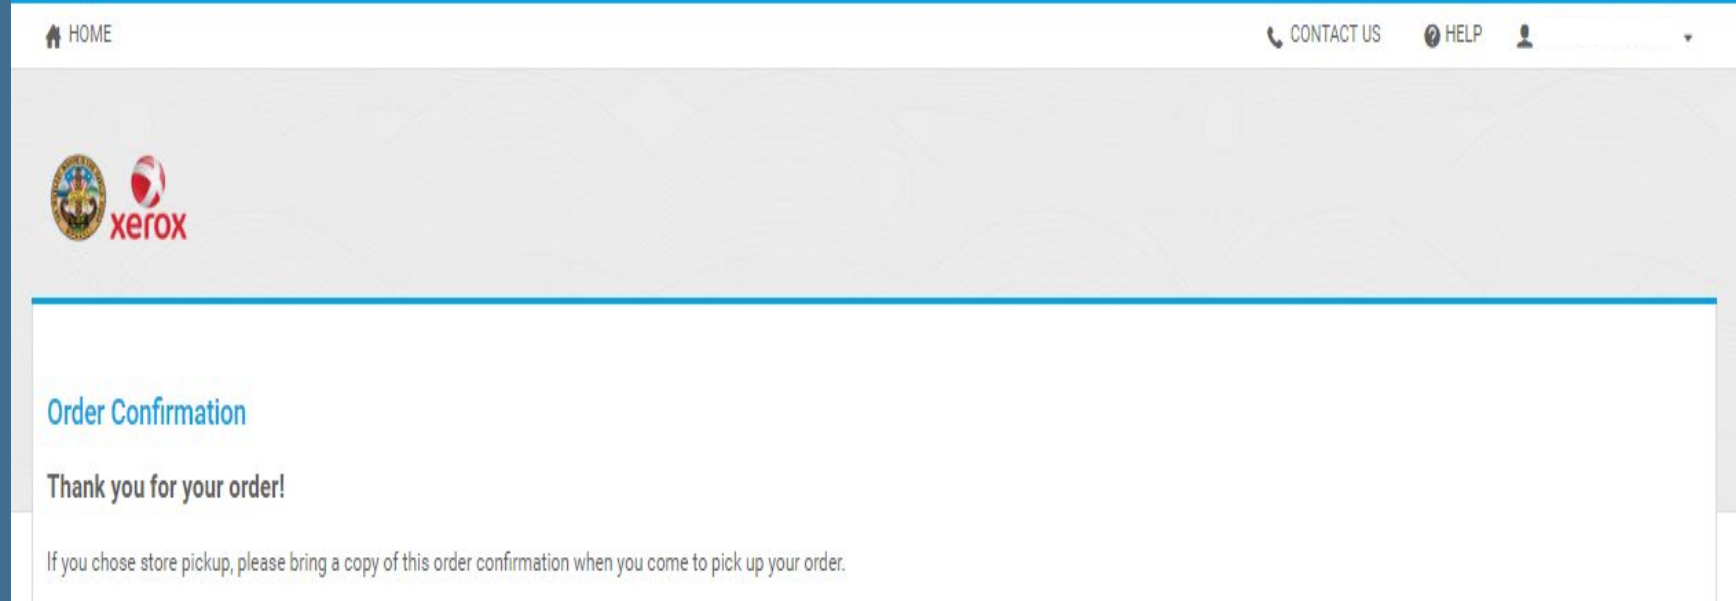 HOME
CONTACT US
HELP
xerox
Order Confirmation
Thank you for your order!
If you chose store pickup, please bring a copy of this order confirmation when you come to pick up your order.